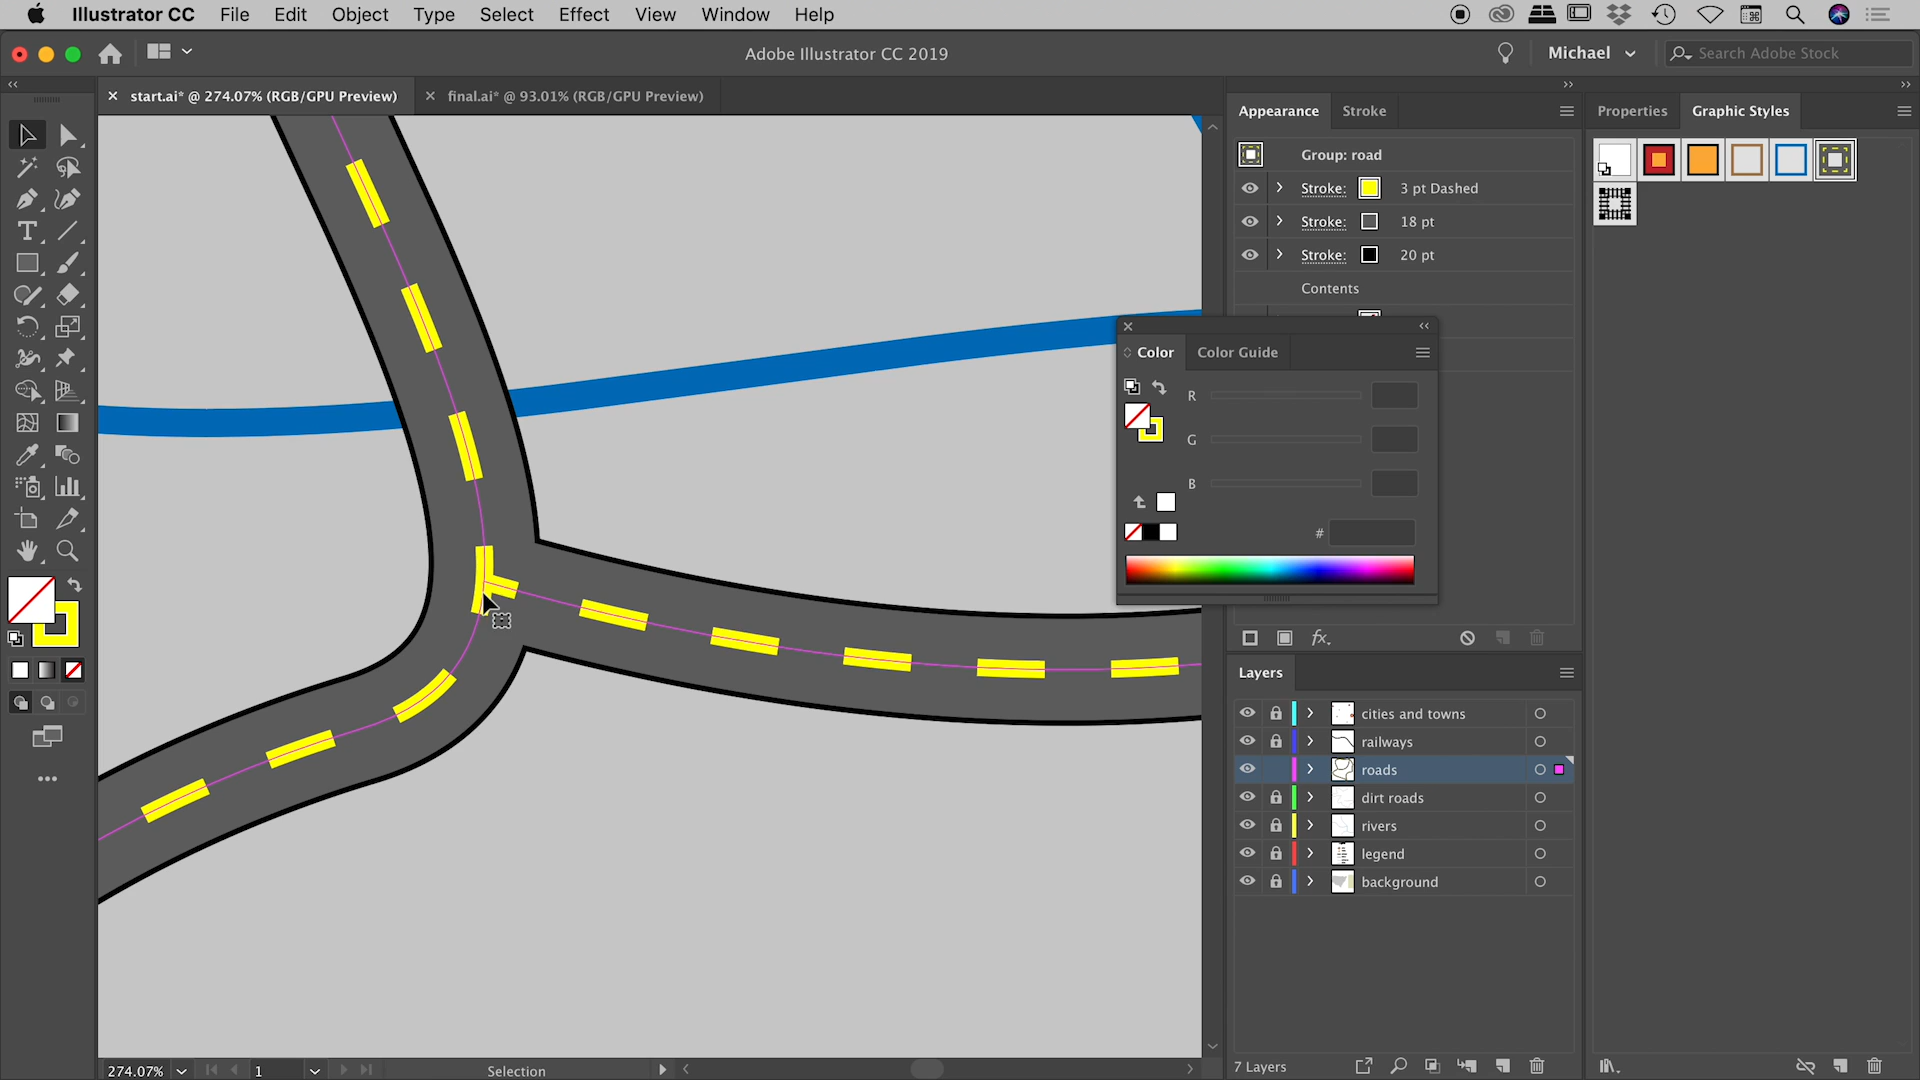 Illustrator CC File Edit Object Type Select Effect View Window Help
Adobe Illustrator CC 2019
Michael
Search Adobe Stock
start.ai* @ 274.07% (RGB/GPU Preview)
final.ai* @ 93.01% (RGB/GPU Preview)
Appearance Stroke
Group: road
Stroke: 3 pt Dashed
Stroke: 18 pt
Stroke: 20 pt
Contents
Properties Graphic Styles
Color Color Guide
R
G
B
#
fx
Layers
cities and towns
railways
roads
dirt roads
rivers
legend
background
7 Layers
274.07% 1 Selection